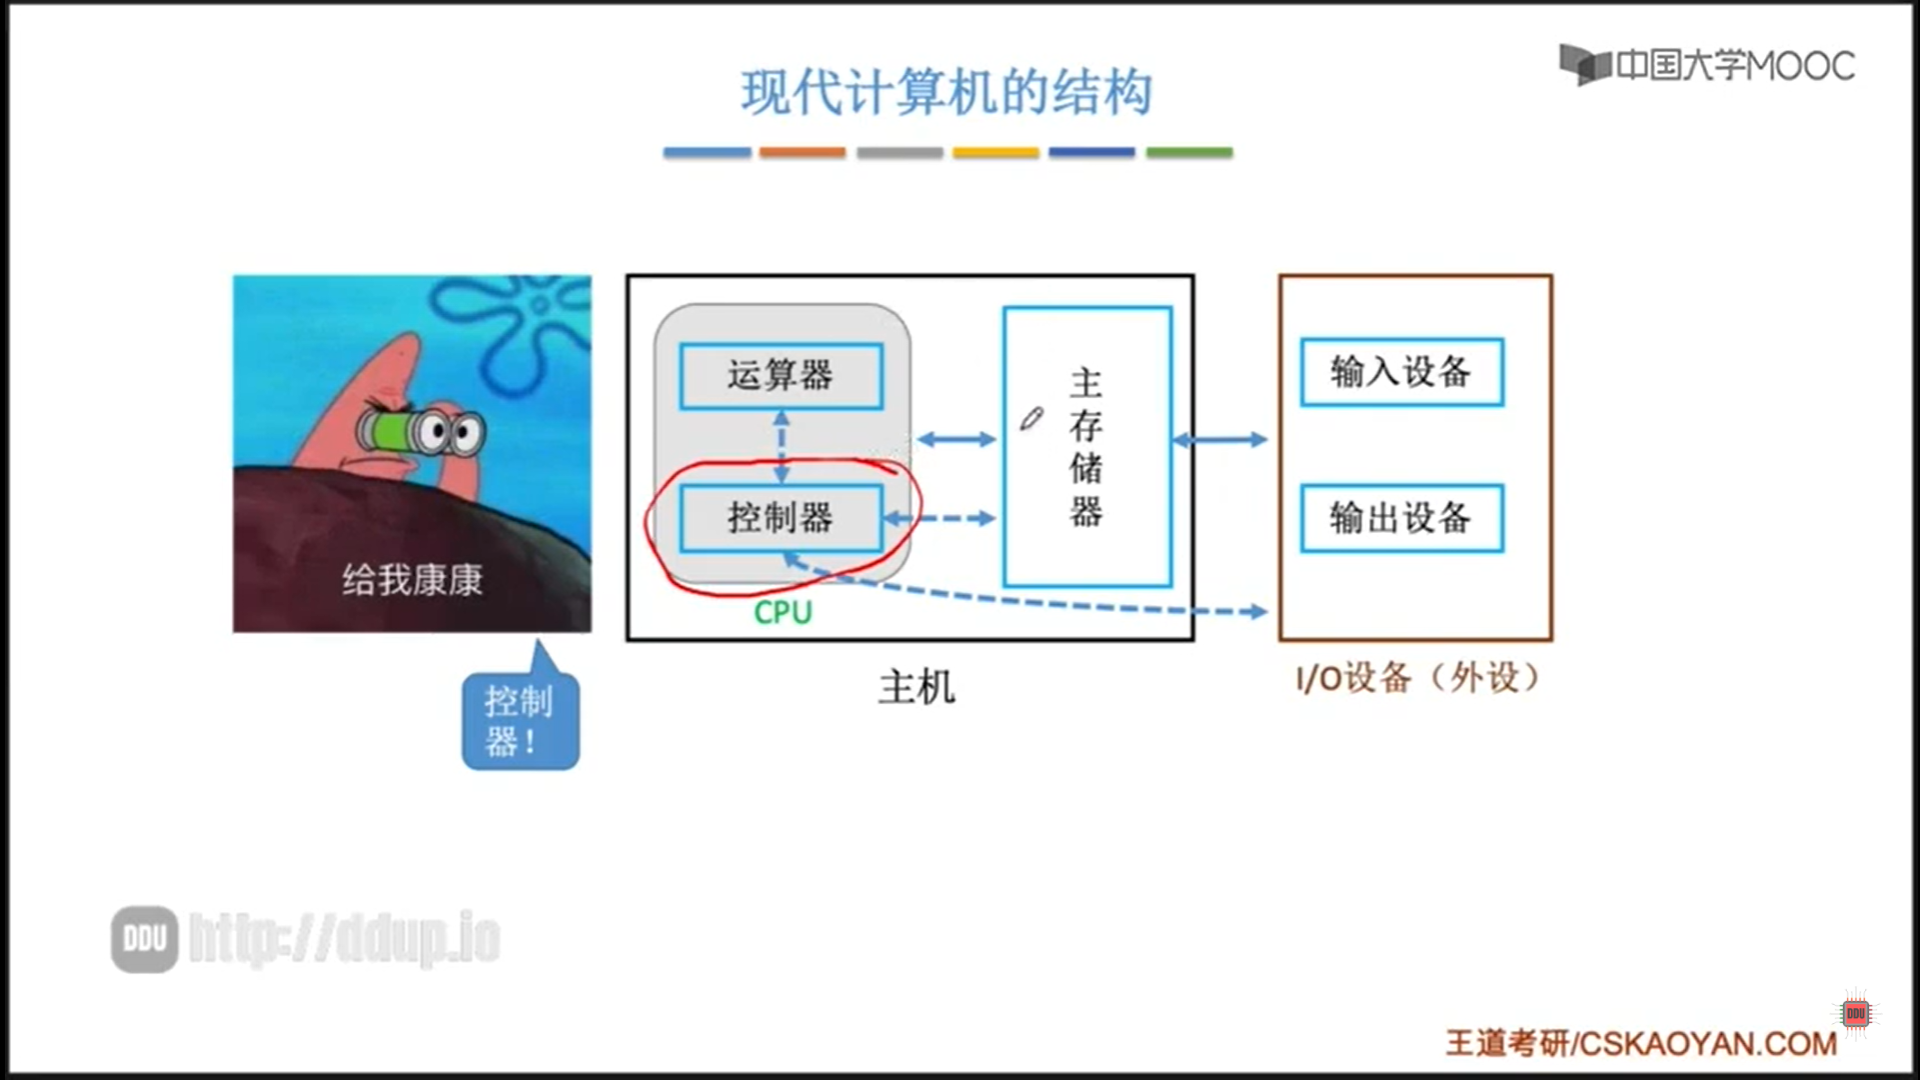 中国大学MOOC
现代计算机的结构
运算器
控制器
CPU
主
存
储
器
主机
输入设备
输出设备
I/O设备（外设）
给我康康
控制
器！
DDU http://ddup.io
DDU
王道考研/CSKAOYAN.COM